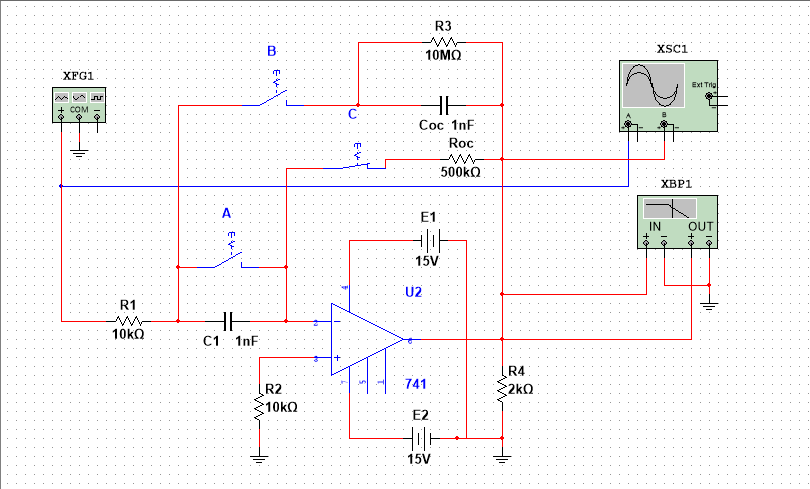 R3
10MΩ
B
XSC1
XFG1
Ext Trig
+
−
COM
+
−
C
Coc 1nF
A
B
+
−
+
−
Roc
500kΩ
XBP1
A
E1
IN
OUT
+
−
+
−
15V
4
U2
R1
10kΩ
2
−
C1 1nF
6
3
+
R4
2kΩ
R2
10kΩ
7
5
1
741
E2
15V